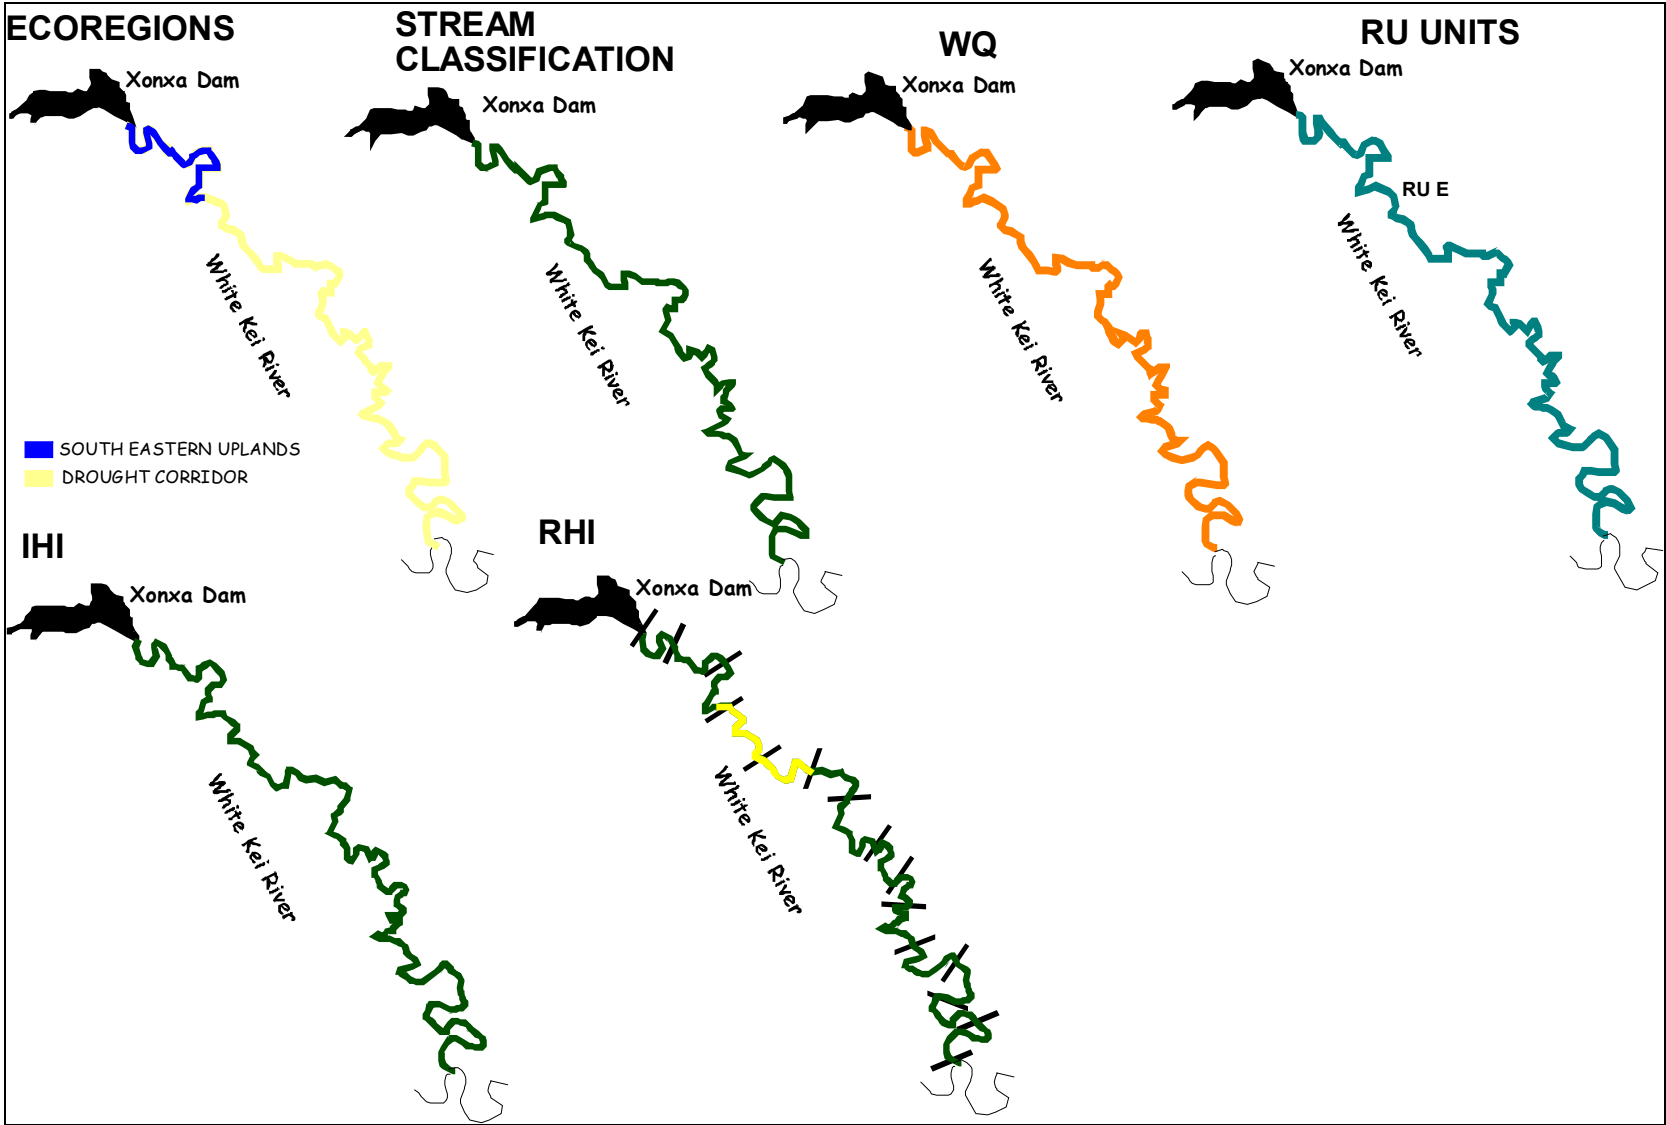 ECOREGIONS
Xonxa Dam
White Kei River
SOUTH EASTERN UPLANDS
DROUGHT CORRIDOR
STREAM
CLASSIFICATION
Xonxa Dam
White Kei River
WQ
Xonxa Dam
White Kei River
RU UNITS
Xonxa Dam
RU E
White Kei River
IHI
Xonxa Dam
White Kei River
RHI
Xonxa Dam
White Kei River